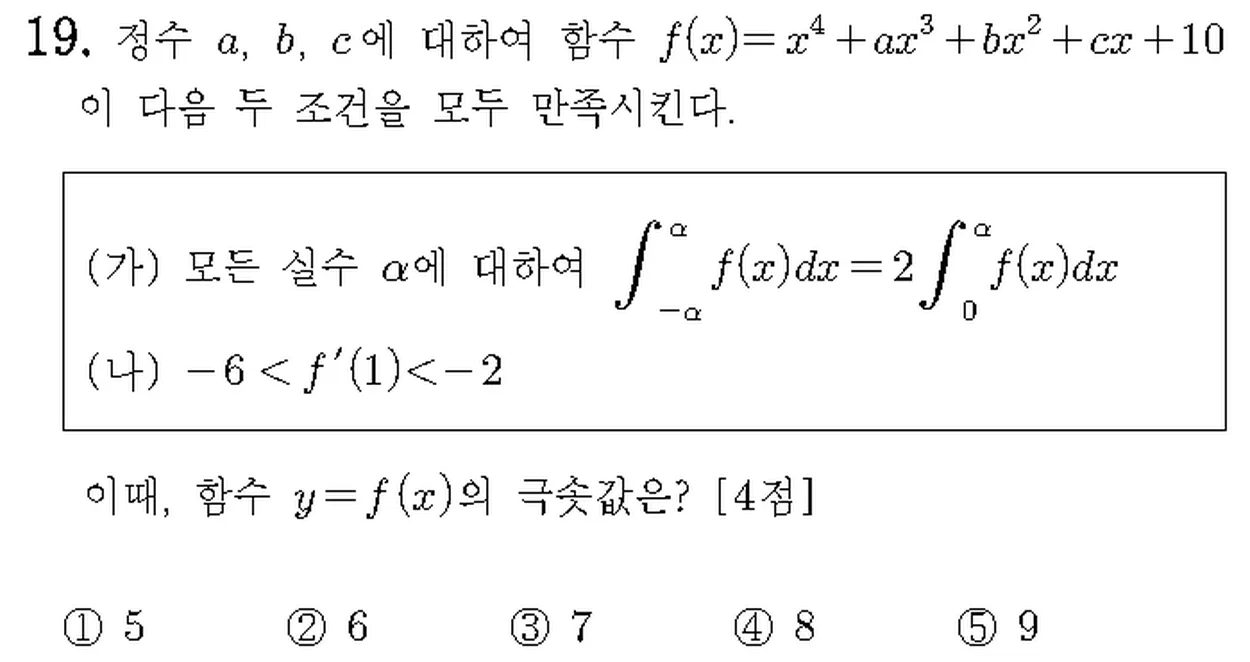 19. 정수 a, b, c에 대하여 함수 f(x)=x⁴+ax³+bx²+cx+10
이 다음 두 조건을 모두 만족시킨다.
(가) 모든 실수 α에 대하여 ∫_{-α}^{α} f(x)dx=2∫_{0}^{α} f(x)dx
(나) -6<f′(1)<-2
이때, 함수 y=f(x)의 극솟값은? [4점]
① 5 ② 6 ③ 7 ④ 8 ⑤ 9